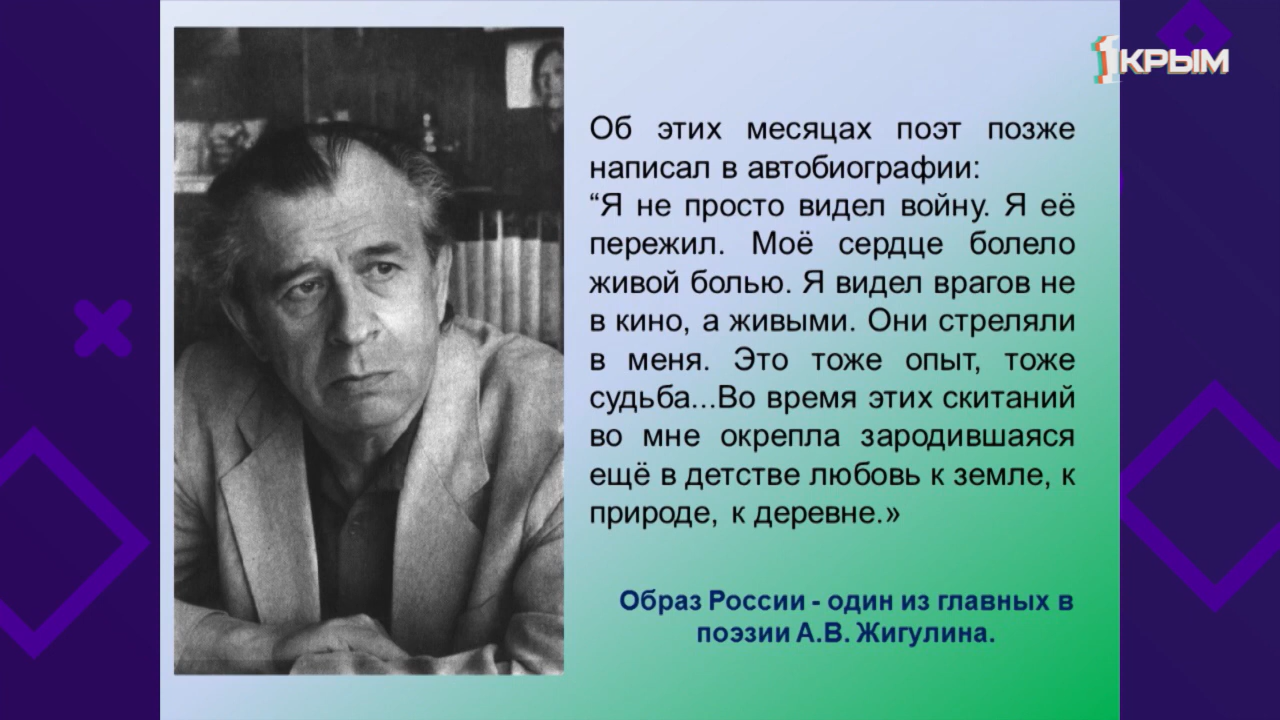 1КРЫМ
Об этих месяцах поэт позже
написал в автобиографии:
“Я не просто видел войну. Я её
пережил. Моё сердце болело
живой болью. Я видел врагов не
в кино, а живыми. Они стреляли
в меня. Это тоже опыт, тоже
судьба...Во время этих скитаний
во мне окрепла зародившаяся
ещё в детстве любовь к земле, к
природе, к деревне.»
Образ России - один из главных в
поэзии А.В. Жигулина.